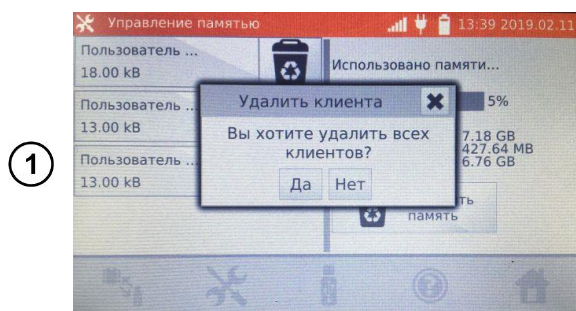 Управление памятью
13:39 2019.02.11
Пользователь ...
18.00 kB
Пользователь ..
13.00 kB
Пользователь ...
13.00 kB
1
Использовано памяти...
5%
7.18 GB
427.64 MB
6.76 GB
ть
память
Удалить клиента
Вы хотите удалить всех
клиентов?
Да Нет